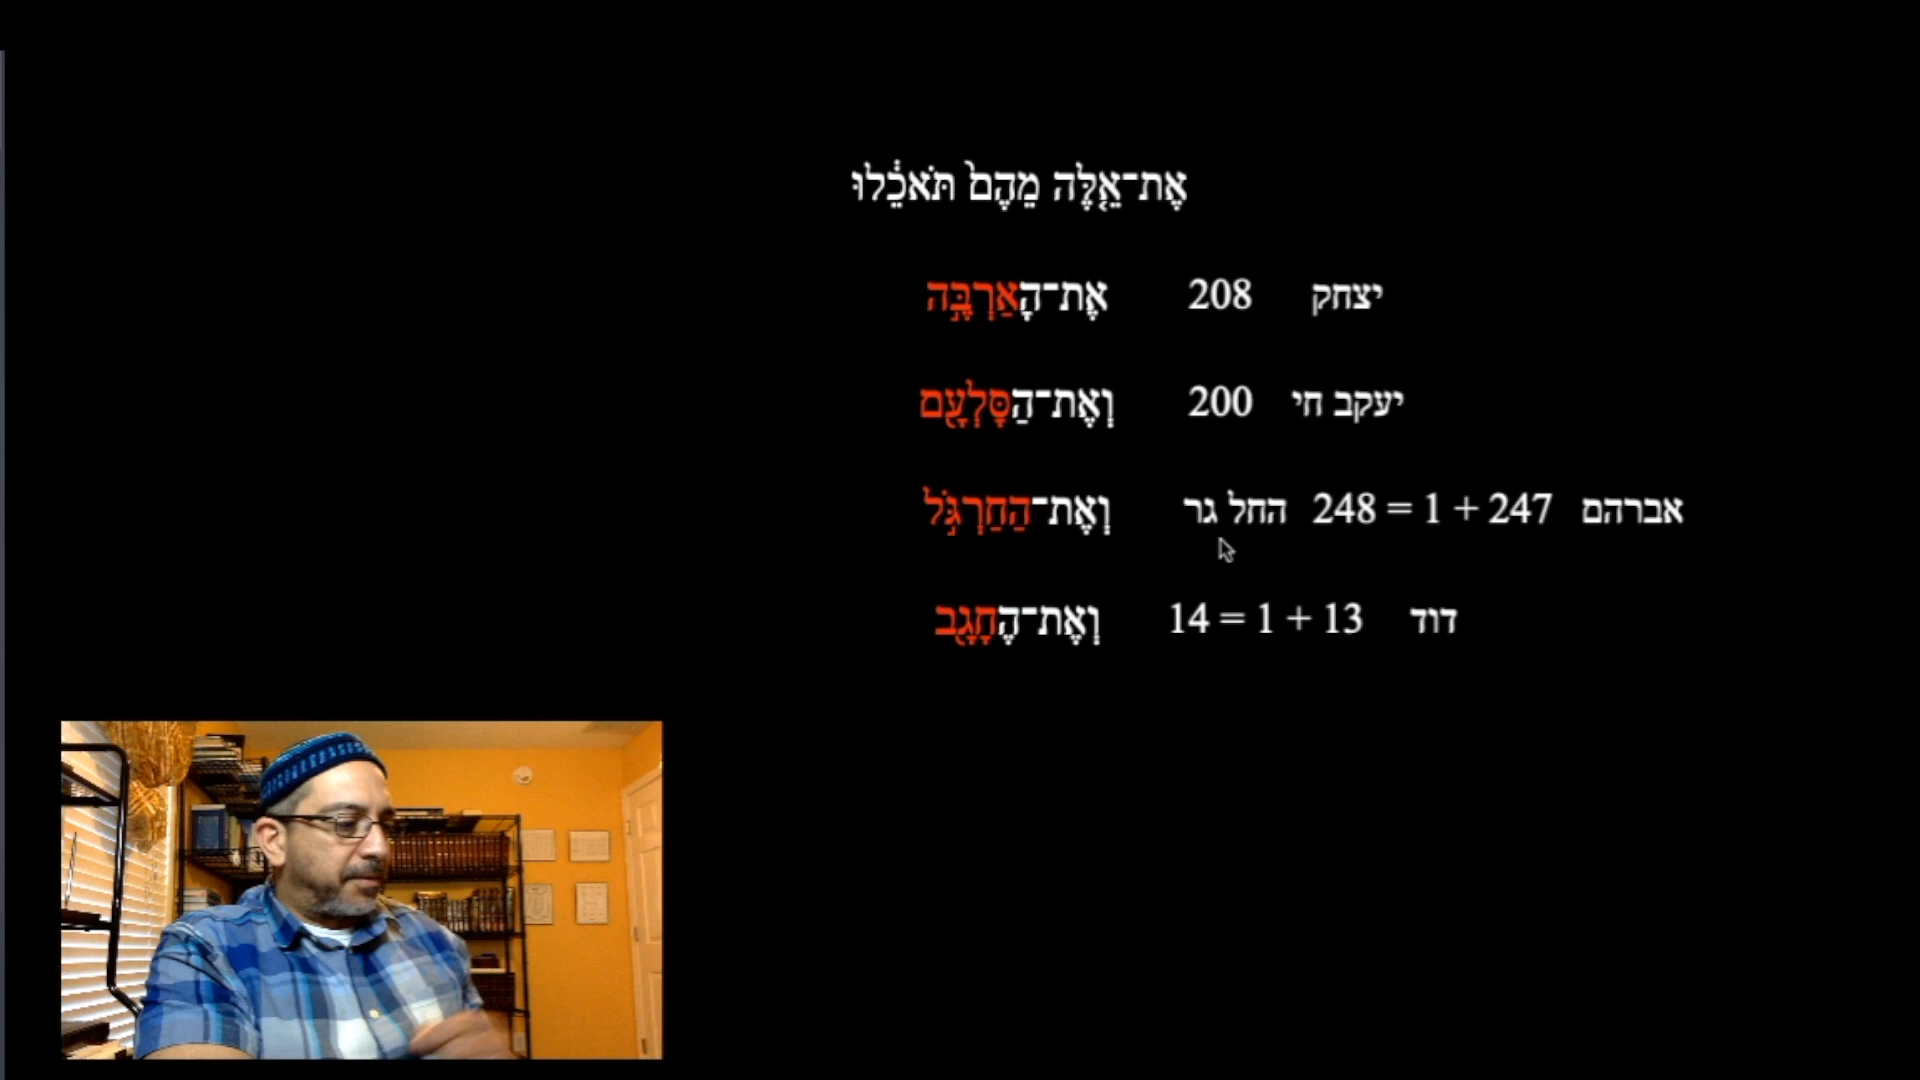 אֶת־אֵ֤לֶּה מֵהֶם֙ תֹּאכֵ֔לוּ
אֶת־הָאַרְבֶּ֣ה 208 יצחק
וְאֶת־הַסָּלְעָ֖ם 200 יעקב חי
וְאֶת־הַחַרְגֹּ֣ל החל גר 248 = 1 + 247 אברהם
וְאֶת־הֶחָגָ֖ב 14 = 1 + 13 דוד